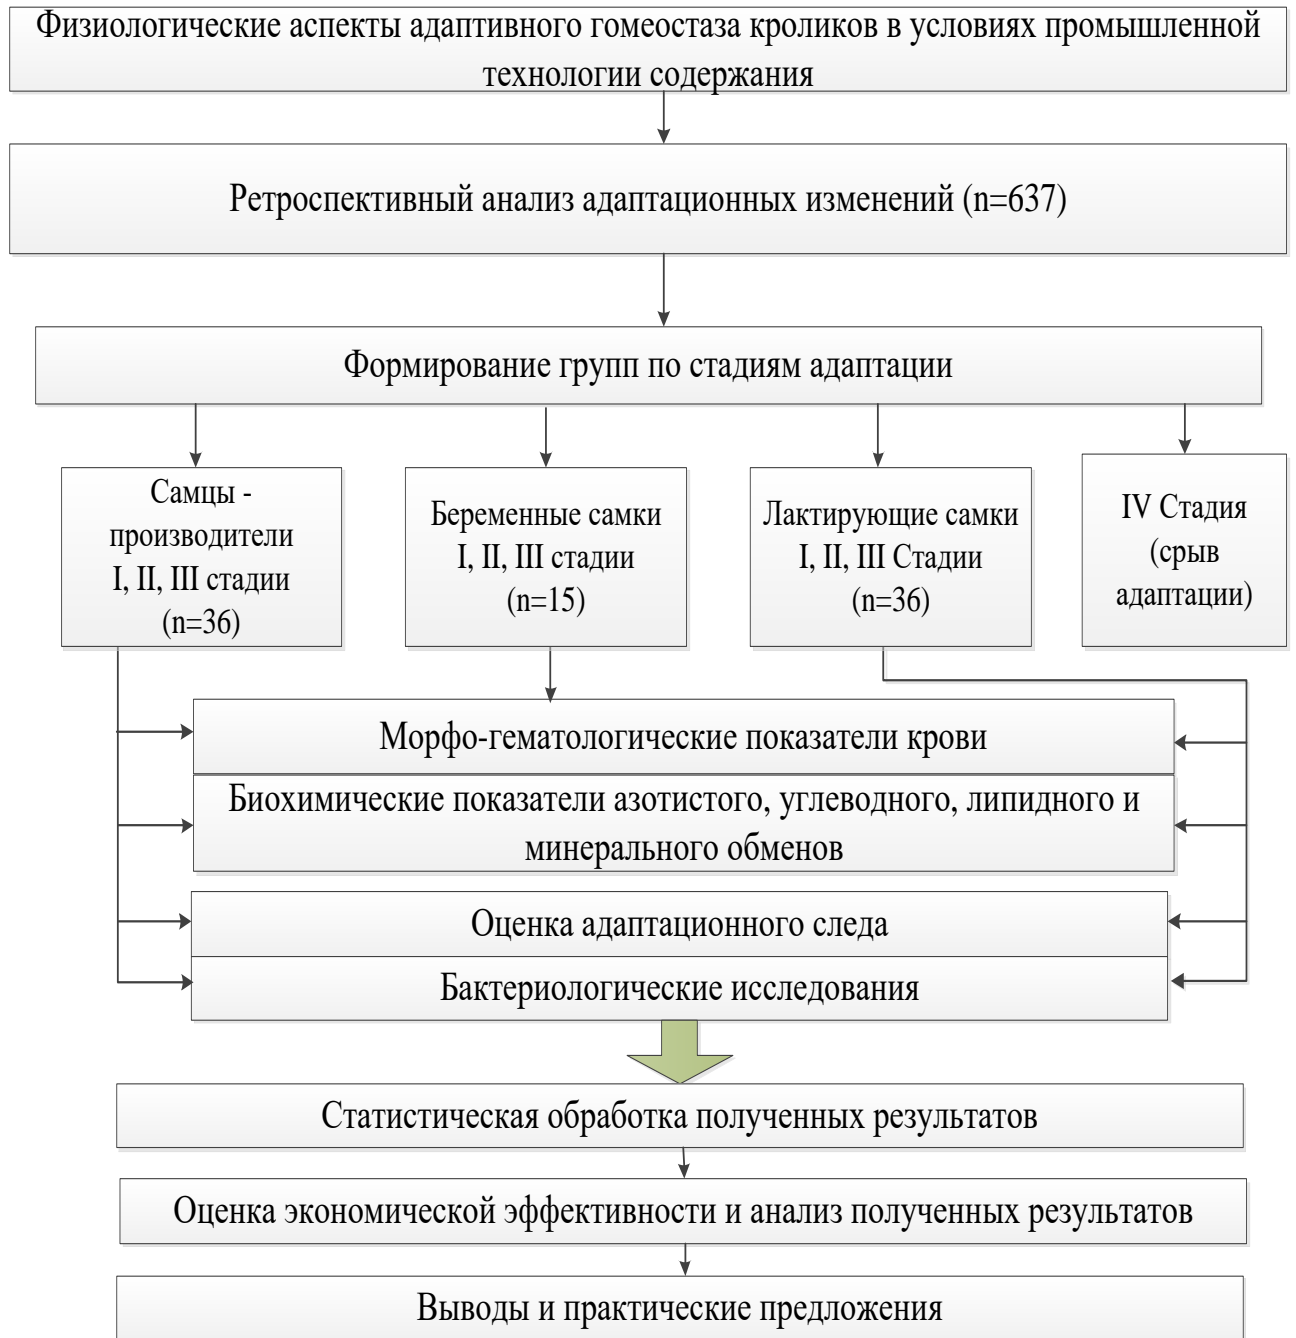 Физиологические аспекты адаптивного гомеостаза кроликов в условиях промышленной
технологии содержания
Ретроспективный анализ адаптационных изменений (n=637)
Формирование групп по стадиям адаптации
Самцы -
производители
I, II, III стадии
(n=36)
Беременные самки
I, II, III стадии
(n=15)
Лактирующие самки
I, II, III Стадии
(n=36)
IV Стадия
(срыв
адаптации)
Морфо-гематологические показатели крови
Биохимические показатели азотистого, углеводного, липидного и
минерального обменов
Оценка адаптационного следа
Бактериологические исследования
Статистическая обработка полученных результатов
Оценка экономической эффективности и анализ полученных результатов
Выводы и практические предложения